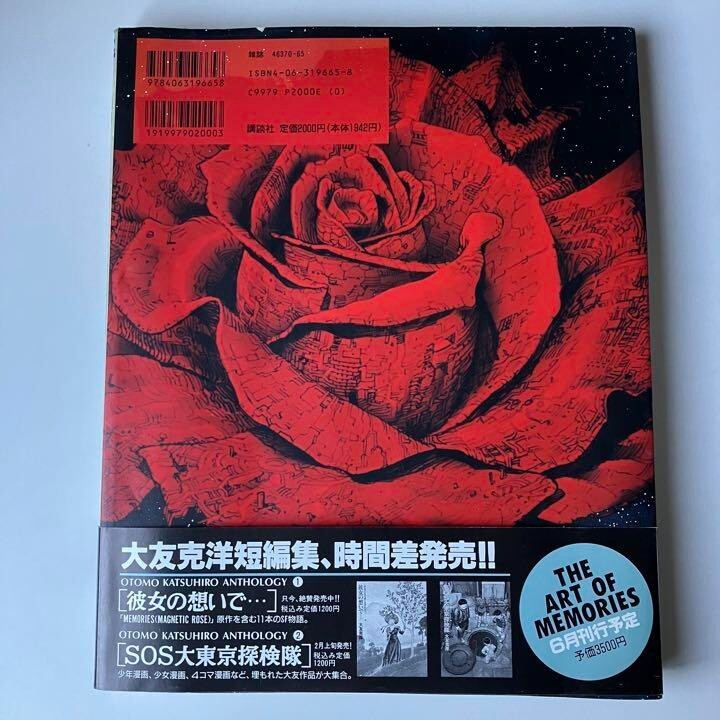 雑誌 46370-65
ISBN4-06-319665-8
C9979 P2000E (0)
9784063196658
1919979020003
講談社 定価2000円(本体1942円)
大友克洋短編集、時間差発売!!
OTOMO KATSUHIRO ANTHOLOGY 1
[彼女の想いで…]
只今、絶賛発売中!!
税込み定価1200円
「MEMORIES(MAGNETIC ROSE)」原作を含む11本のSF物語。
OTOMO KATSUHIRO ANTHOLOGY 2
[SOS大東京探検隊]
2月上旬発売!
税込み定価
1200円
少年漫画、少女漫画、4コマ漫画など、埋もれた大友作品が大集合。
彼女の想いで…
THE
ART OF
MEMORIES
6月刊行予定
予価3500円